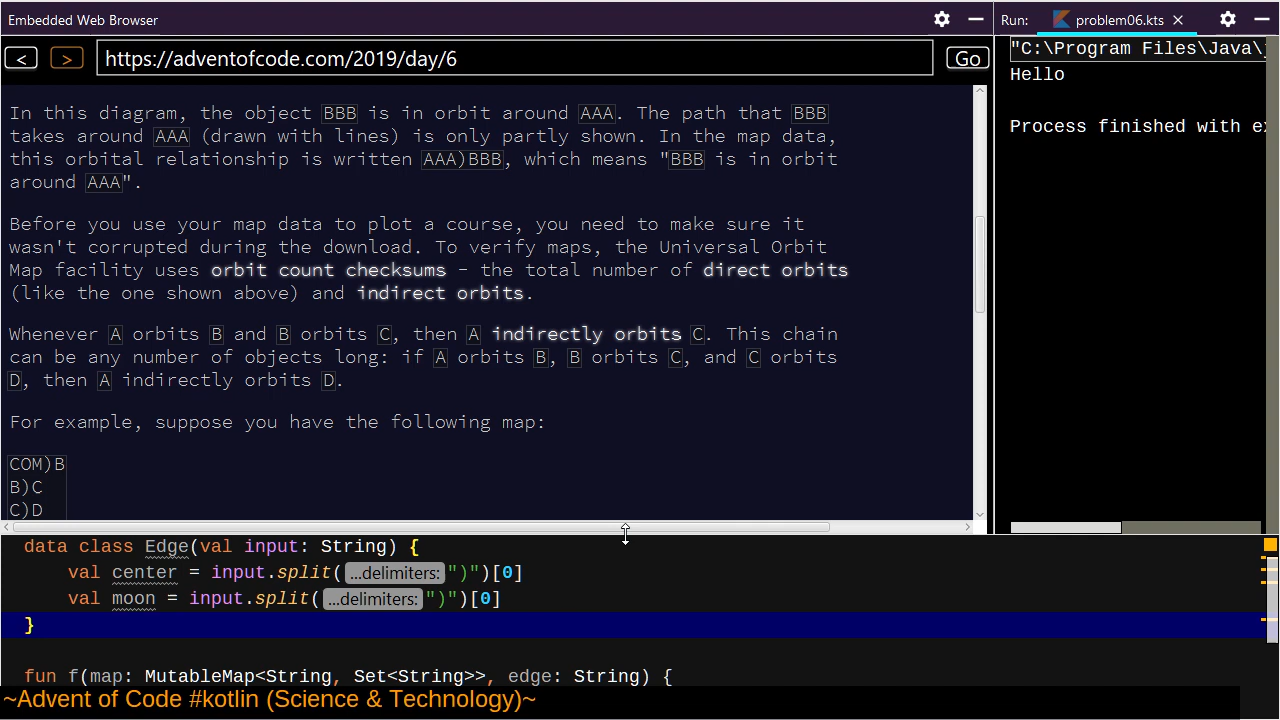 Embedded Web Browser
Run: problem06.kts
< > https://adventofcode.com/2019/day/6 Go
"C:\Program Files\Java\
Hello
Process finished with ex
In this diagram, the object BBB is in orbit around AAA. The path that BBB
takes around AAA (drawn with lines) is only partly shown. In the map data,
this orbital relationship is written AAA)BBB, which means "BBB is in orbit
around AAA".
Before you use your map data to plot a course, you need to make sure it
wasn't corrupted during the download. To verify maps, the Universal Orbit
Map facility uses orbit count checksums - the total number of direct orbits
(like the one shown above) and indirect orbits.
Whenever A orbits B and B orbits C, then A indirectly orbits C. This chain
can be any number of objects long: if A orbits B, B orbits C, and C orbits
D, then A indirectly orbits D.
For example, suppose you have the following map:
COM)B
B)C
C)D
data class Edge(val input: String) {
val center = input.split( ...delimiters: ")")[0]
val moon = input.split( ...delimiters: ")")[0]
}
fun f(map: MutableMap<String, Set<String>>, edge: String) {
~Advent of Code #kotlin (Science & Technology)~